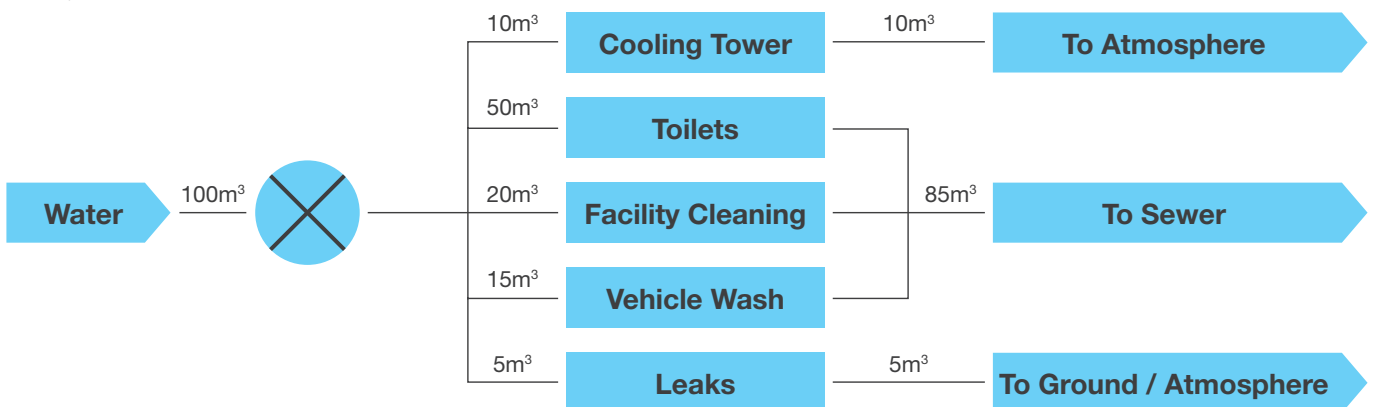 10m³
Cooling Tower
10m³
To Atmosphere
50m³
Toilets
Water
100m³
20m³
Facility Cleaning
85m³
To Sewer
15m³
Vehicle Wash
5m³
Leaks
5m³
To Ground / Atmosphere